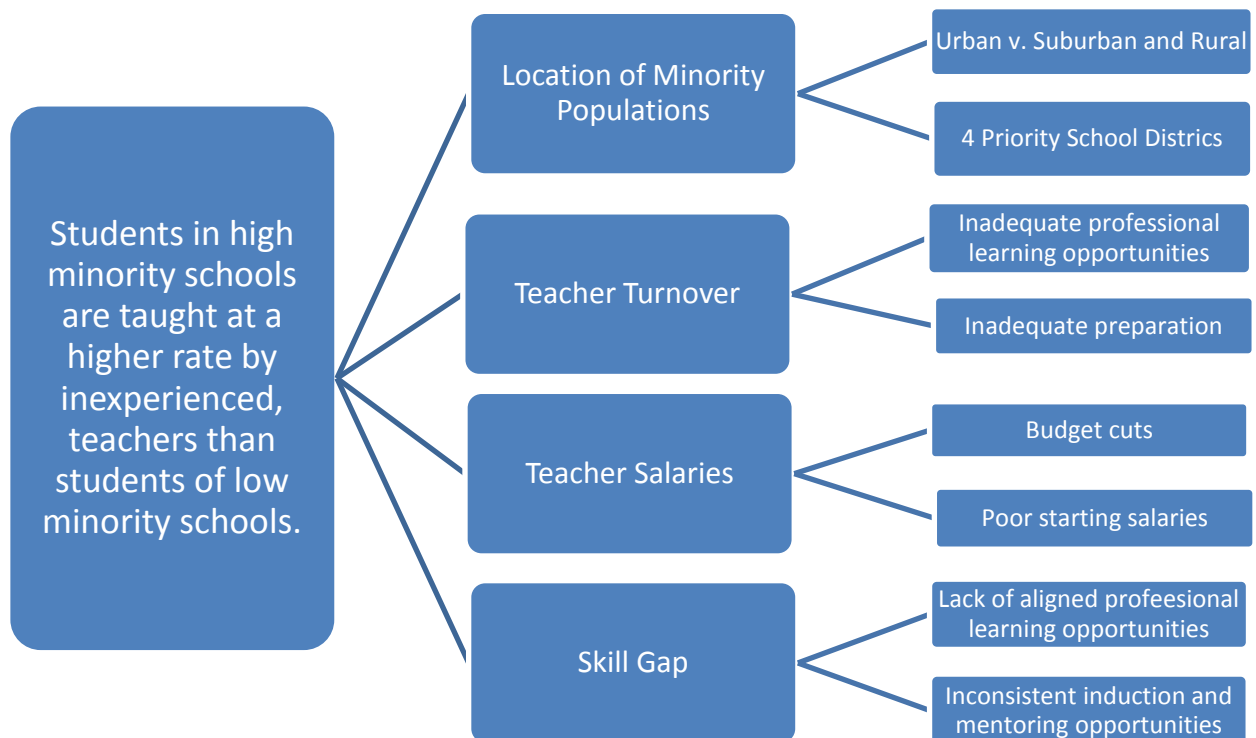 Students in high
minority schools
are taught at a
higher rate by
inexperienced,
teachers than
students of low
minority schools.
Location of Minority
Populations
Urban v. Suburban and Rural
4 Priority School Districs
Teacher Turnover
Inadequate professional
learning opportunities
Inadequate preparation
Teacher Salaries
Budget cuts
Poor starting salaries
Skill Gap
Lack of aligned profeesional
learning opportunities
Inconsistent induction and
mentoring opportunities